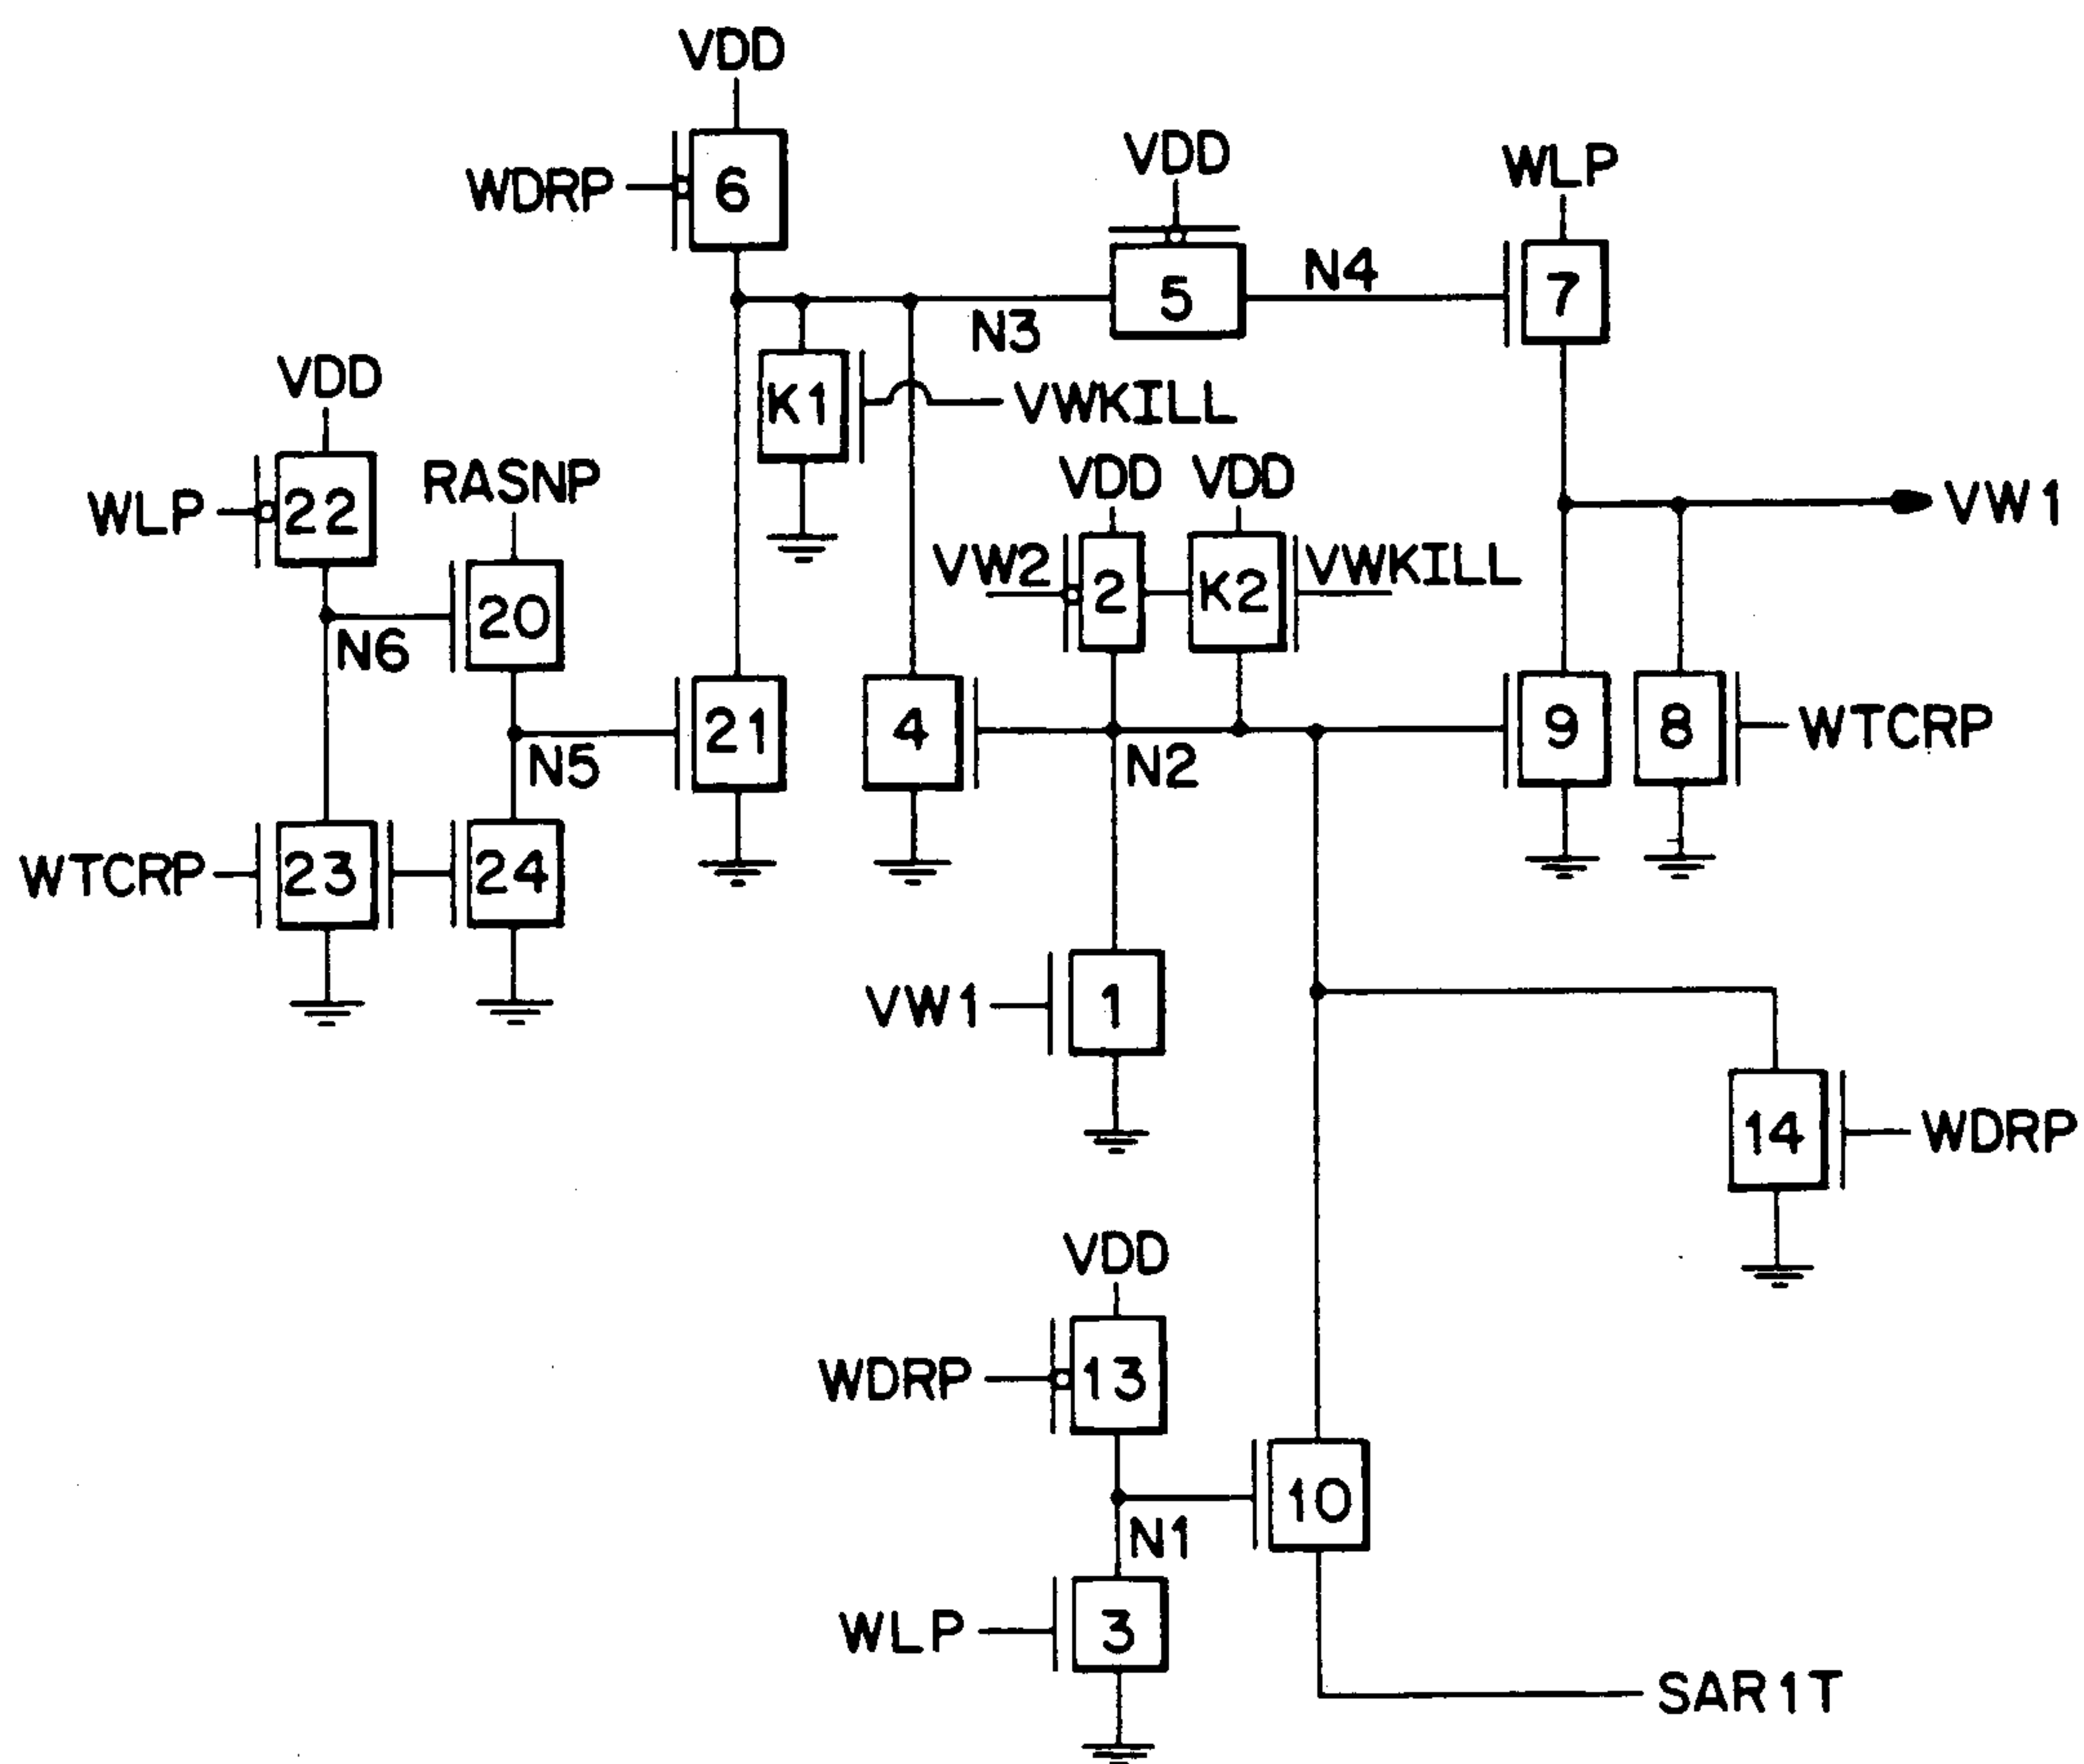 VDD
WDRP
6
VDD
WLP
5
N4
7
N3
K1
VWKILL
VDD
WLP
22
RASNP
VDD
VDD
VW1
VW2
2
K2
VWKILL
20
N6
21
4
9
8
WTCRP
N5
N2
WTCRP
23
24
VW1
1
14
WDRP
VDD
WDRP
13
10
N1
WLP
3
SAR1T